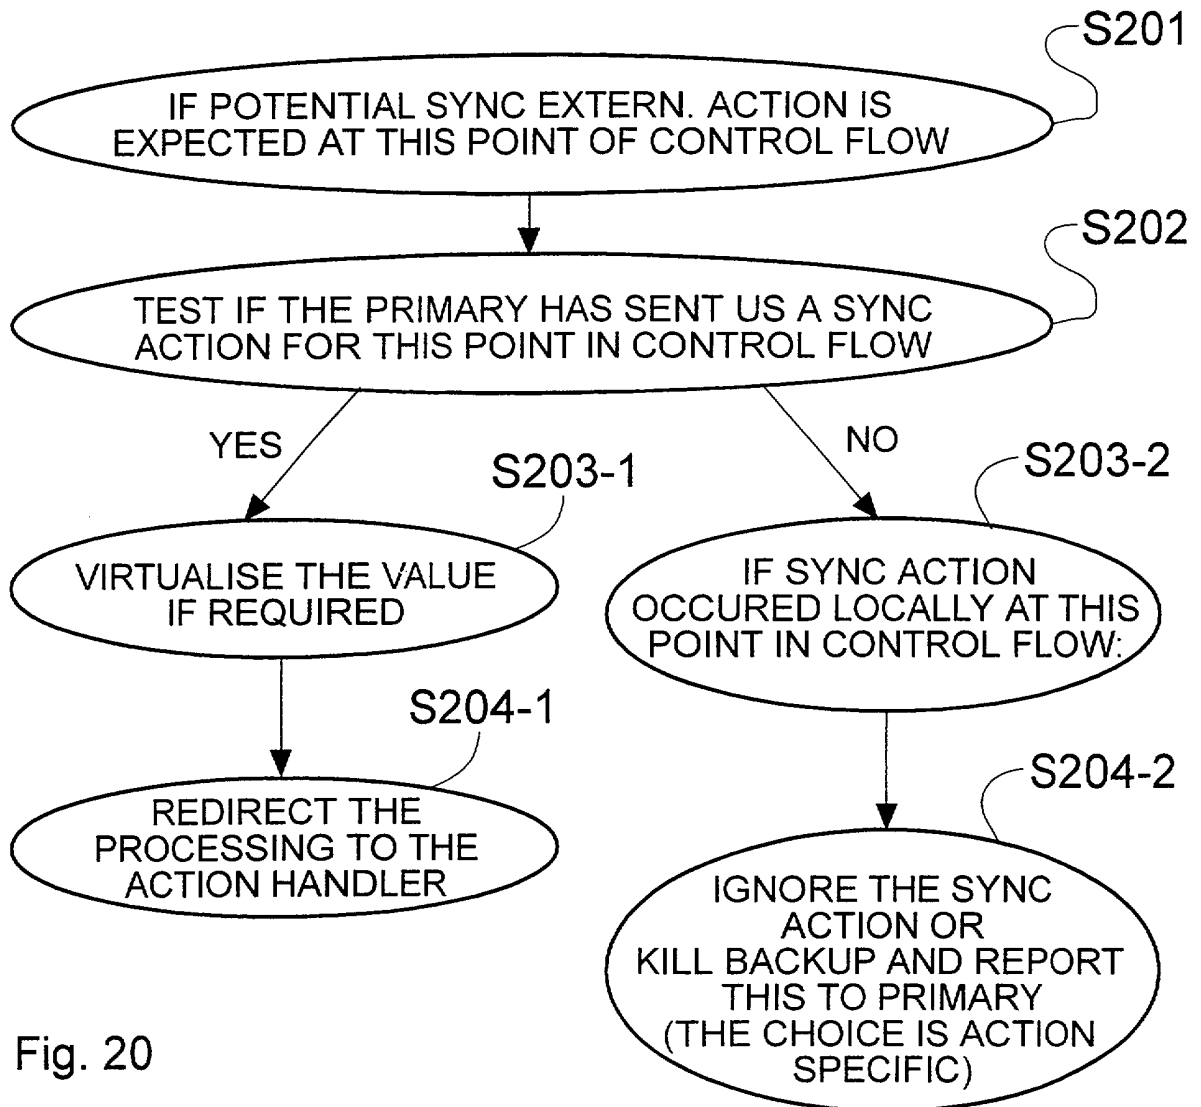 S201
IF POTENTIAL SYNC EXTERN. ACTION IS
EXPECTED AT THIS POINT OF CONTROL FLOW
S202
TEST IF THE PRIMARY HAS SENT US A SYNC
ACTION FOR THIS POINT IN CONTROL FLOW
YES
NO
S203-1
S203-2
VIRTUALISE THE VALUE
IF REQUIRED
IF SYNC ACTION
OCCURED LOCALLY AT THIS
POINT IN CONTROL FLOW:
S204-1
S204-2
REDIRECT THE
PROCESSING TO THE
ACTION HANDLER
IGNORE THE SYNC
ACTION OR
KILL BACKUP AND REPORT
THIS TO PRIMARY
(THE CHOICE IS ACTION
SPECIFIC)
Fig. 20